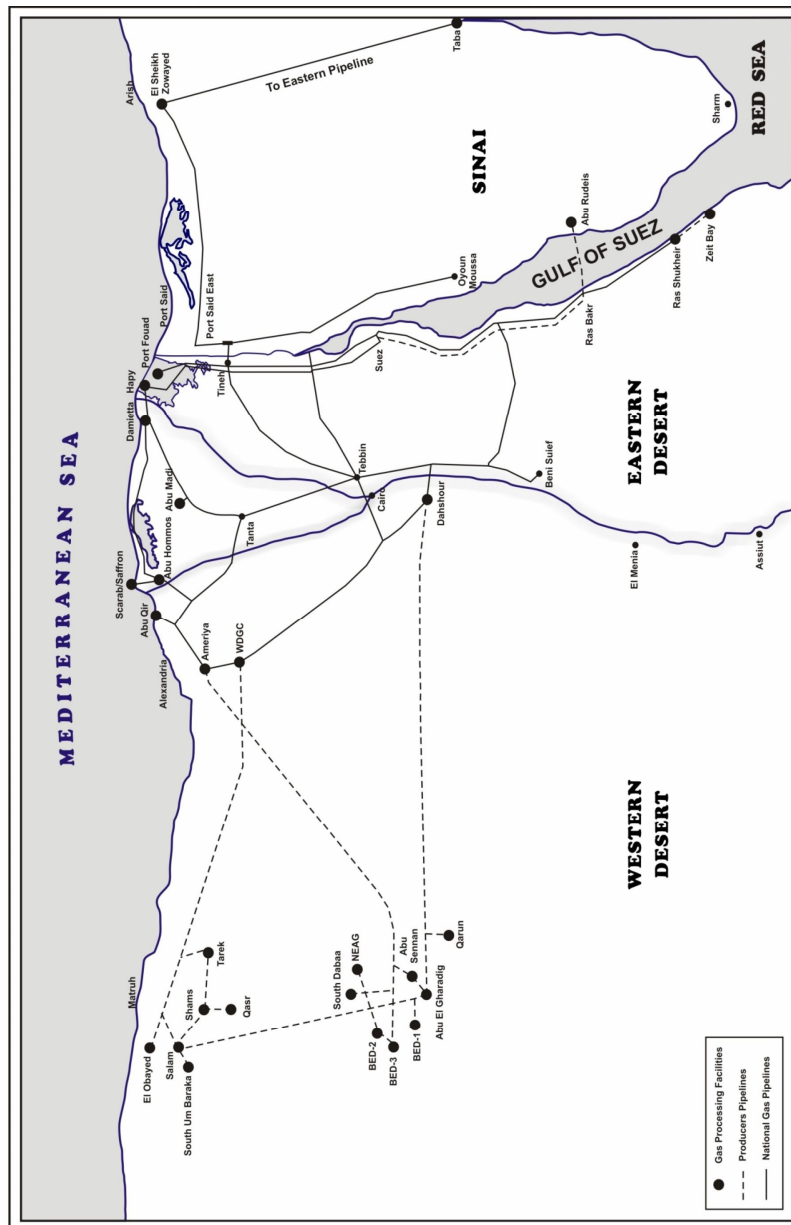 MEDITERRANEAN SEA
RED SEA
GULF OF SUEZ
SINAI
EASTERN
DESERT
WESTERN
DESERT
To Eastern Pipeline
Taba
El Sheikh
Zowayed
Arish
Sharm
Abu Rudeis
Zeit Bay
Ras Shukheir
Ras Bakr
Oyoun
Moussa
Port Said
Port Said East
Port Fouad
Hapy
Tineh
Suez
Damietta
Abu Madi
Abu Hommos
Tanta
Tebbin
Cairo
Dahshour
Beni Suief
El Menia
Assiut
Scarab/Saffron
Abu Qir
Alexandria
Ameriya
WDGC
Matruh
Tarek
Shams
Qasr
El Obayed
Salam
South Um Baraka
NEAG
South Dabaa
Abu
Sennan
Qarun
Abu El Gharadig
BED-2
BED-3
BED-1
Gas Processing Facilities
Producers Pipelines
National Gas Pipelines